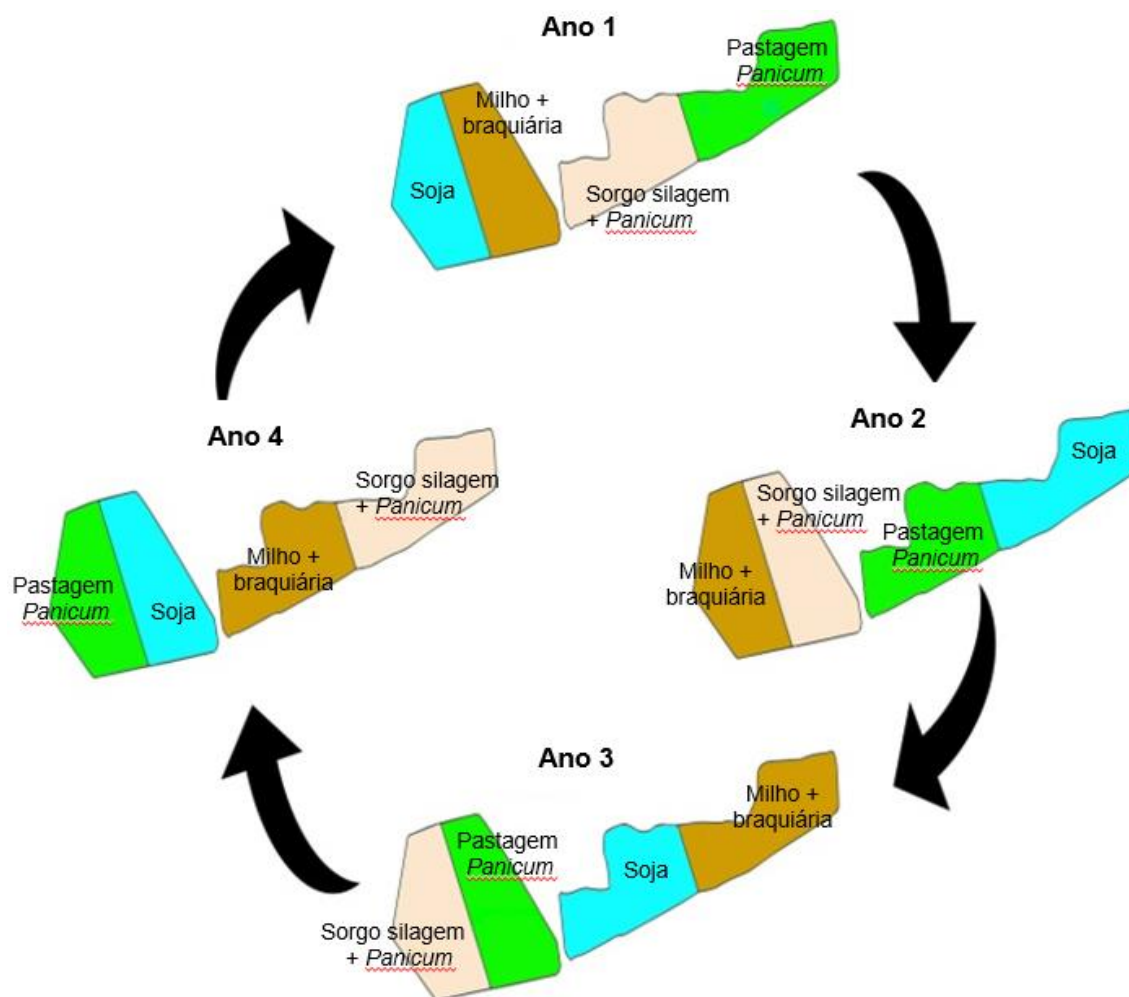 Ano 1
Pastagem
Panicum
Milho +
braquiária
Soja
Sorgo silagem
+ Panicum
Ano 2
Soja
Sorgo silagem
+ Panicum
Pastagem
Panicum
Milho +
braquiária
Ano 3
Milho +
braquiária
Pastagem
Panicum
Soja
Sorgo silagem
+ Panicum
Ano 4
Sorgo silagem
+ Panicum
Milho +
braquiária
Pastagem
Panicum
Soja